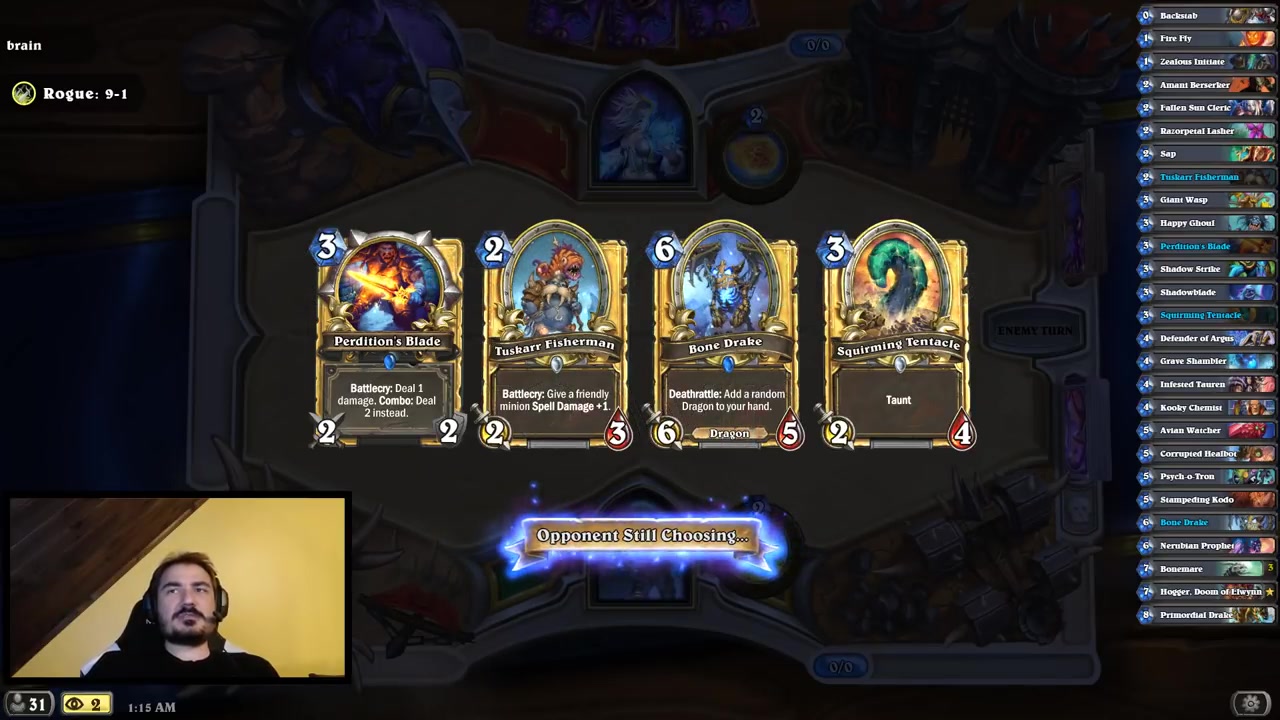 brain
Rogue: 9-1
0/0
2
3
Perdition's Blade
Battlecry: Deal 1
damage. Combo: Deal
2 instead.
2
2
2
Tuskarr Fisherman
Battlecry: Give a friendly
minion Spell Damage +1.
2
3
6
Bone Drake
Deathrattle: Add a random
Dragon to your hand.
Dragon
6
5
3
Squirming Tentacle
Taunt
2
4
ENEMY TURN
Opponent Still Choosing...
0/0
31
2
1:15 AM
0 Backstab
1 Fire Fly
1 Zealous Initiate
2 Amani Berserker
2 Fallen Sun Cleric
2 Razorpetal Lasher
2 Sap
2 Tuskarr Fisherman
3 Giant Wasp
3 Happy Ghoul
3 Perdition's Blade
3 Shadow Strike
3 Shadowblade
3 Squirming Tentacle
4 Defender of Argus
4 Grave Shambler
4 Infested Tauren
4 Kooky Chemist
5 Avian Watcher
5 Corrupted Healbot
5 Psych-o-Tron
5 Stampeding Kodo
6 Bone Drake
6 Nerubian Prophet
7 Bonemare 3
7 Hogger, Doom of Elwynn
8 Primordial Drake